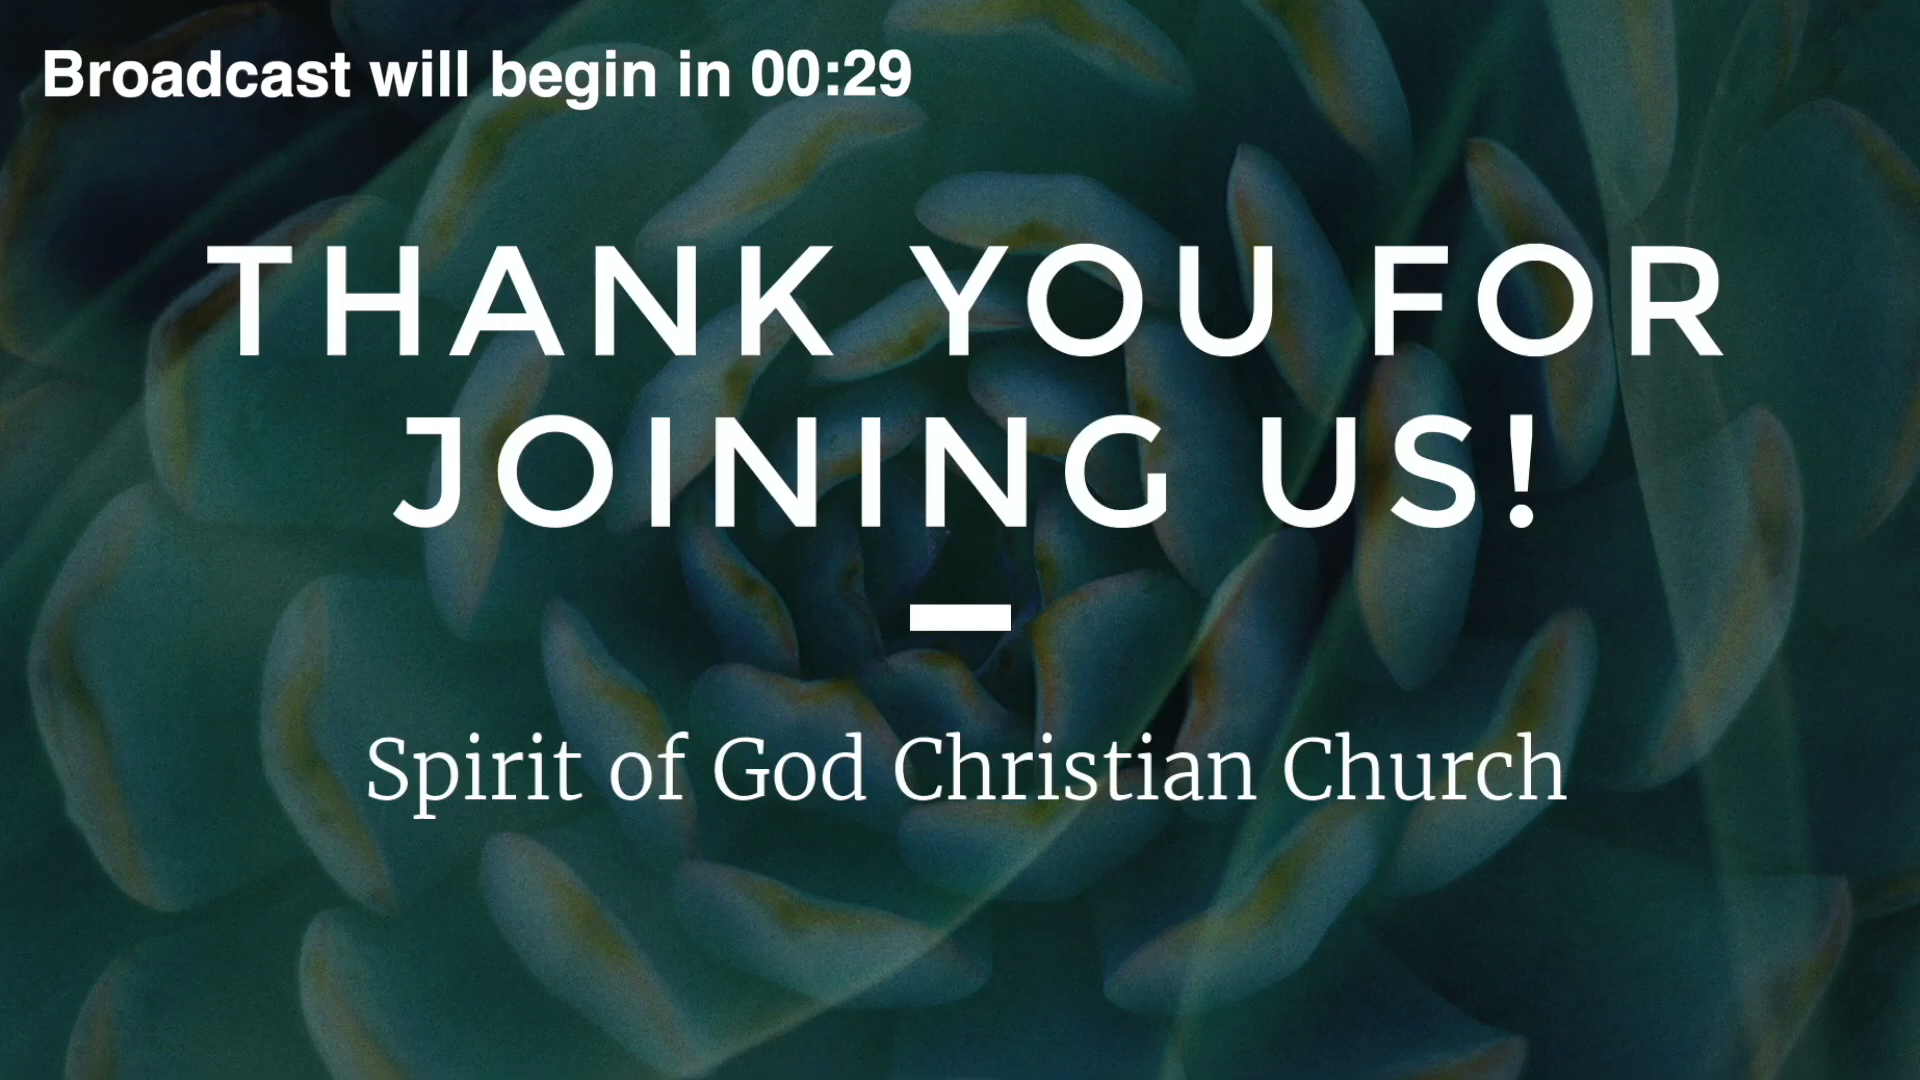 Broadcast will begin in 00:29
THANK YOU FOR
JOINING US!
Spirit of God Christian Church